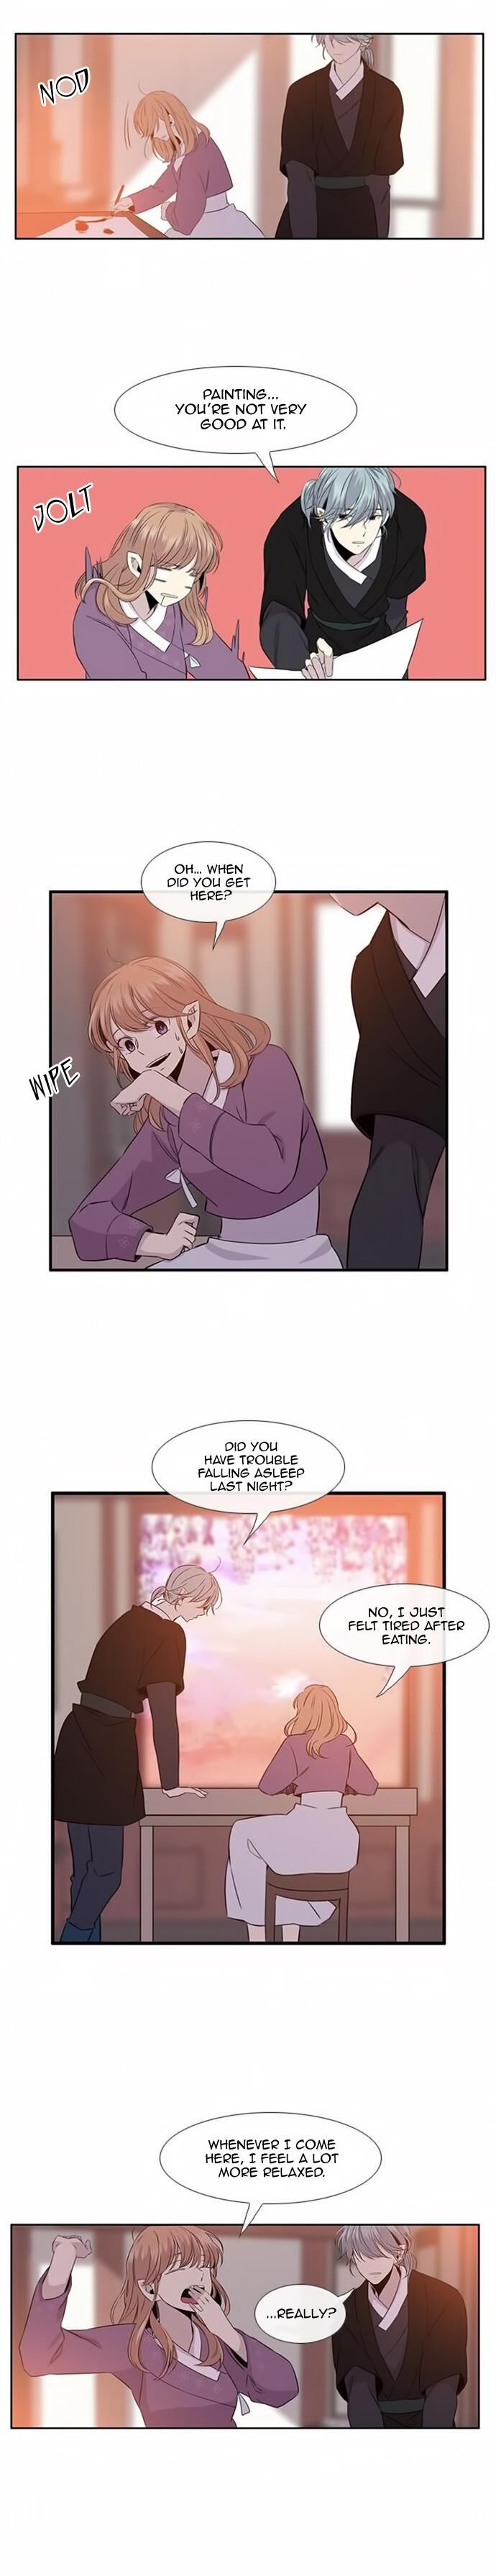 NOD
PAINTING...
YOU'RE NOT VERY
GOOD AT IT.
JOLT
OH... WHEN
DID YOU GET
HERE?
WIPE
DID YOU
HAVE TROUBLE
FALLING ASLEEP
LAST NIGHT?
NO, I JUST
FELT TIRED AFTER
EATING.
WHENEVER I COME
HERE, I FEEL A LOT
MORE RELAXED.
...REALLY?